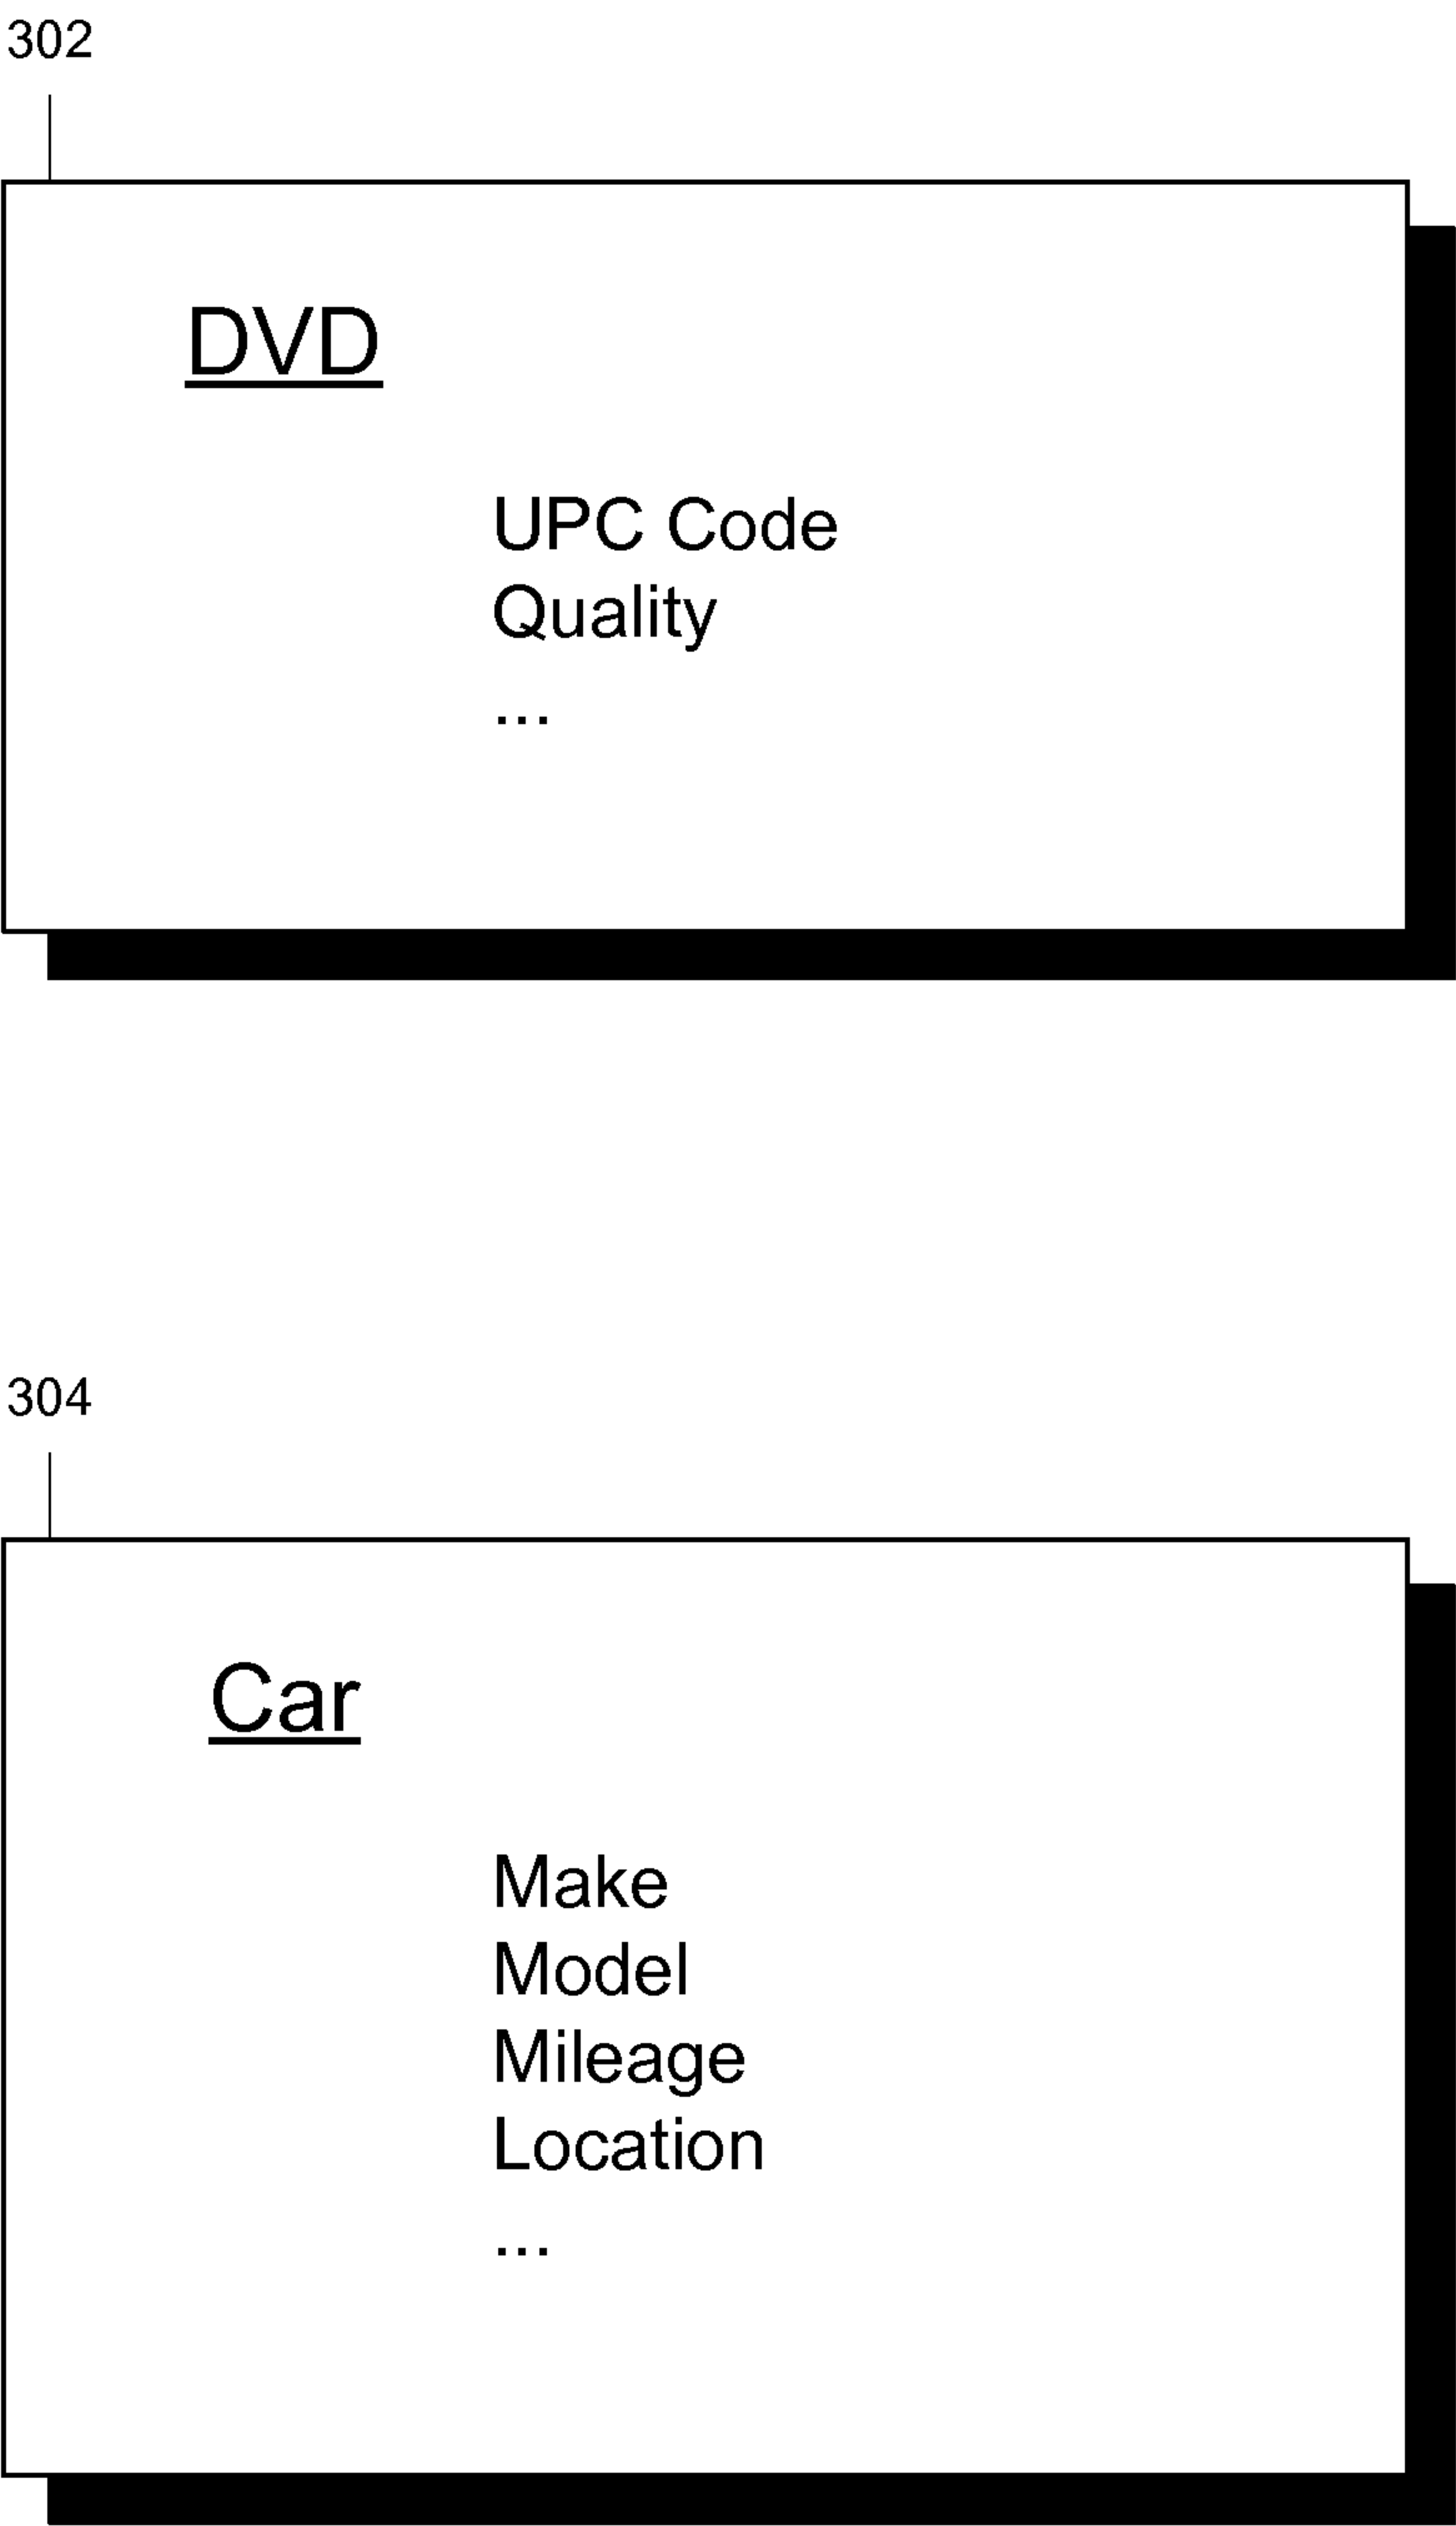 302
DVD
UPC Code
Quality
...
304
Car
Make
Model
Mileage
Location
...